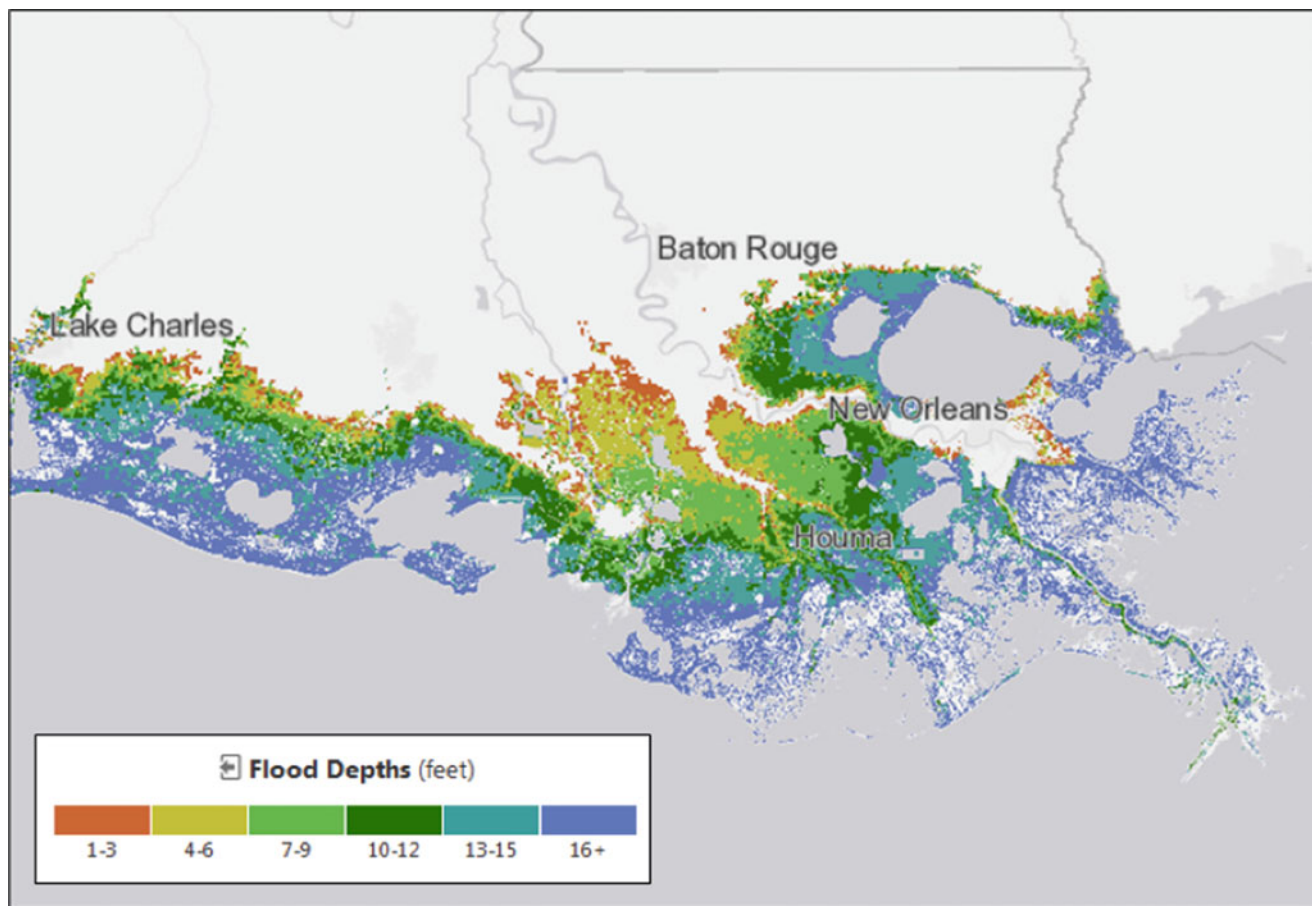 Baton Rouge
Lake Charles
New Orleans
Houma
Flood Depths (feet)
1-3 4-6 7-9 10-12 13-15 16+